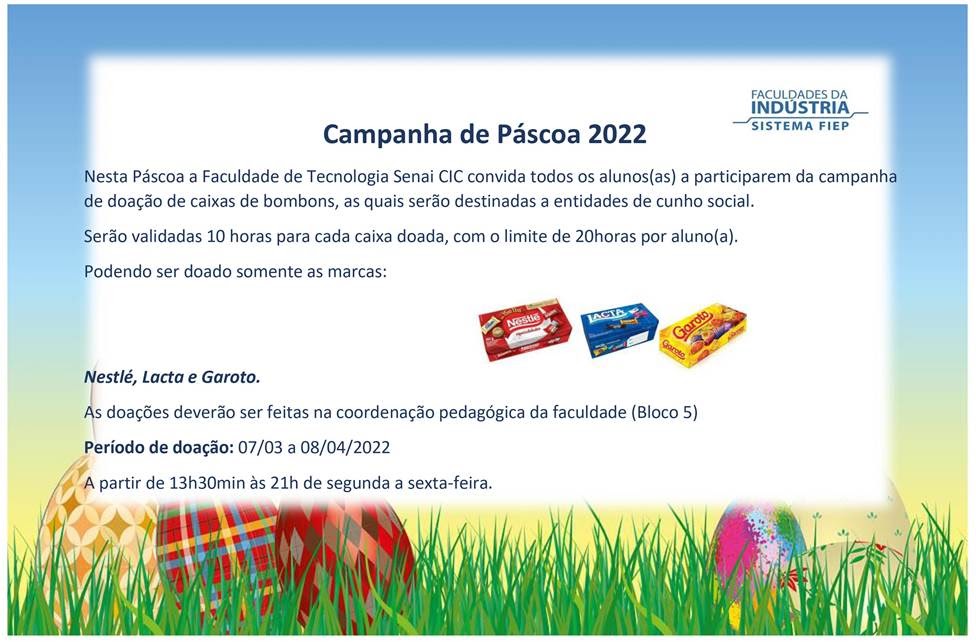 FACULDADES DA
INDÚSTRIA
SISTEMA FIEP
Campanha de Páscoa 2022
Nesta Páscoa a Faculdade de Tecnologia Senai CIC convida todos os alunos(as) a participarem da campanha
de doação de caixas de bombons, as quais serão destinadas a entidades de cunho social.
Serão validadas 10 horas para cada caixa doada, com o limite de 20horas por aluno(a).
Podendo ser doado somente as marcas:
Nestlé
LACTA
Garoto
Garoto
Nestlé, Lacta e Garoto.
As doações deverão ser feitas na coordenação pedagógica da faculdade (Bloco 5)
Período de doação: 07/03 a 08/04/2022
A partir de 13h30min às 21h de segunda a sexta-feira.